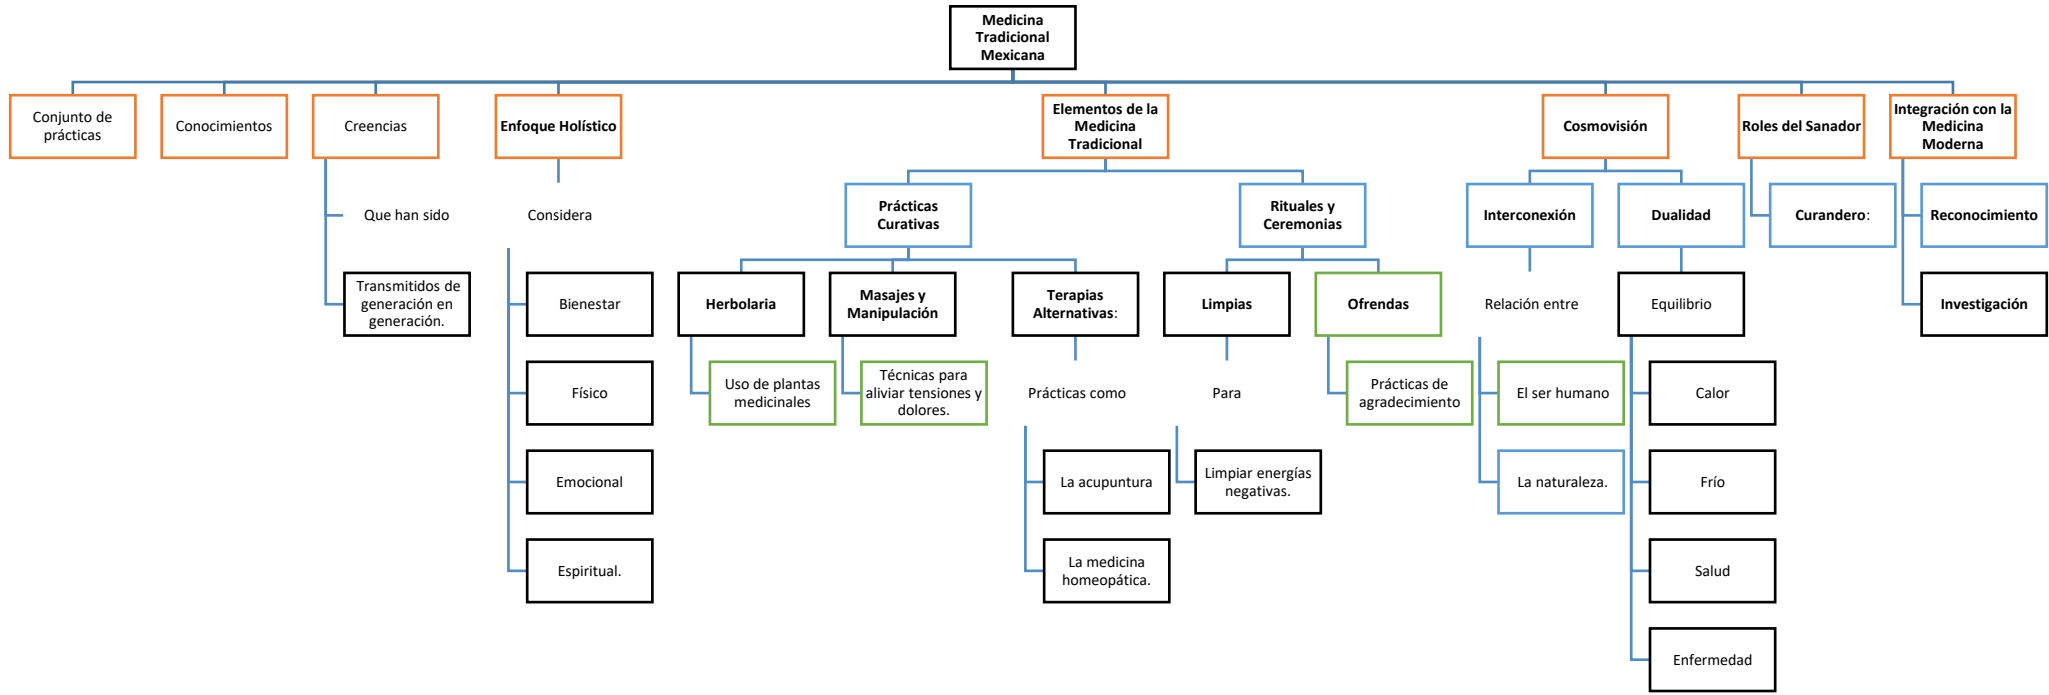 Medicina
Tradicional
Mexicana
Conjunto de
prácticas
Conocimientos
Creencias
Enfoque Holístico
Elementos de la
Medicina
Tradicional
Cosmovisión
Roles del Sanador
Integración con la
Medicina
Moderna
Que han sido
Considera
Prácticas
Curativas
Rituales y
Ceremonias
Interconexión
Dualidad
Curandero:
Reconocimiento
Transmitidos de
generación en
generación.
Bienestar
Herbolaria
Masajes y
Manipulación
Terapias
Alternativas:
Limpias
Ofrendas
Relación entre
Equilibrio
Investigación
Físico
Uso de plantas
medicinales
Técnicas para
aliviar tensiones y
dolores.
Prácticas como
Para
Prácticas de
agradecimiento
El ser humano
Calor
Emocional
La acupuntura
Limpiar energías
negativas.
La naturaleza.
Frío
Espiritual.
La medicina
homeopática.
Salud
Enfermedad